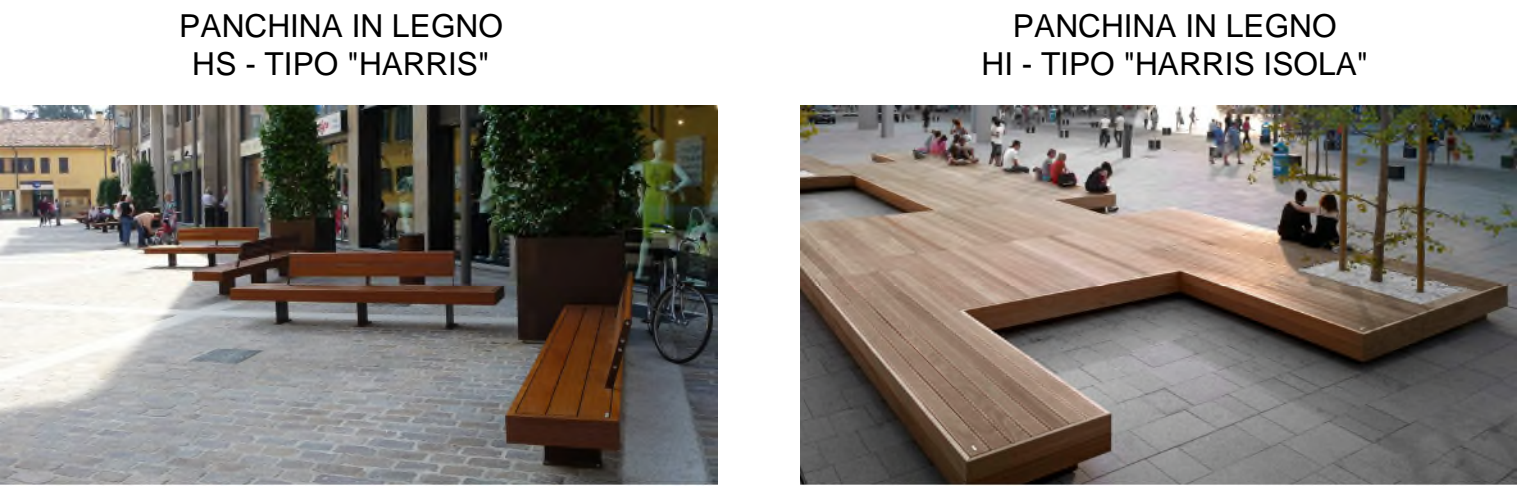 PANCHINA IN LEGNO
HS - TIPO "HARRIS"
PANCHINA IN LEGNO
HI - TIPO "HARRIS ISOLA"